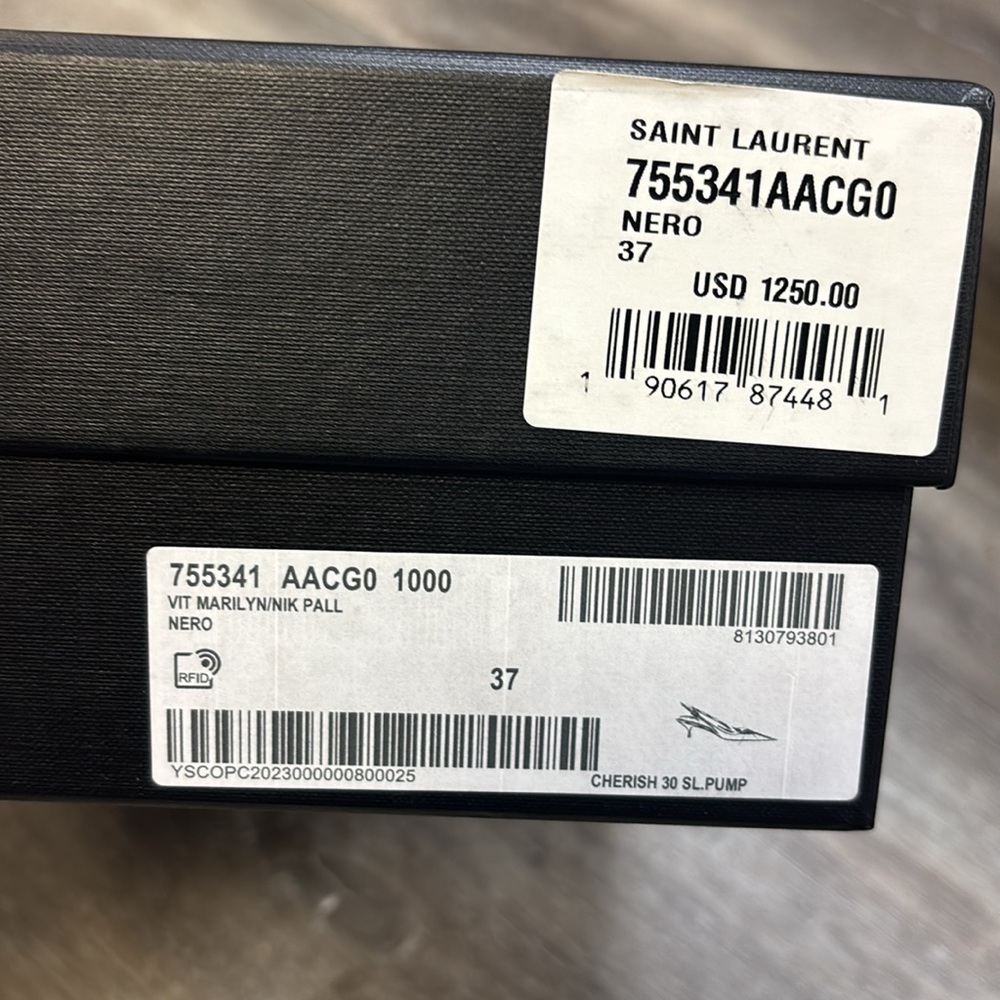 SAINT LAURENT
755341AACG0
NERO
37
USD 1250.00
1 90617 87448 1
755341 AACG0 1000
VIT MARILYN/NIK PALL
NERO
8130793801
RFID
37
YSCOPC2023000000800025
CHERISH 30 SL.PUMP